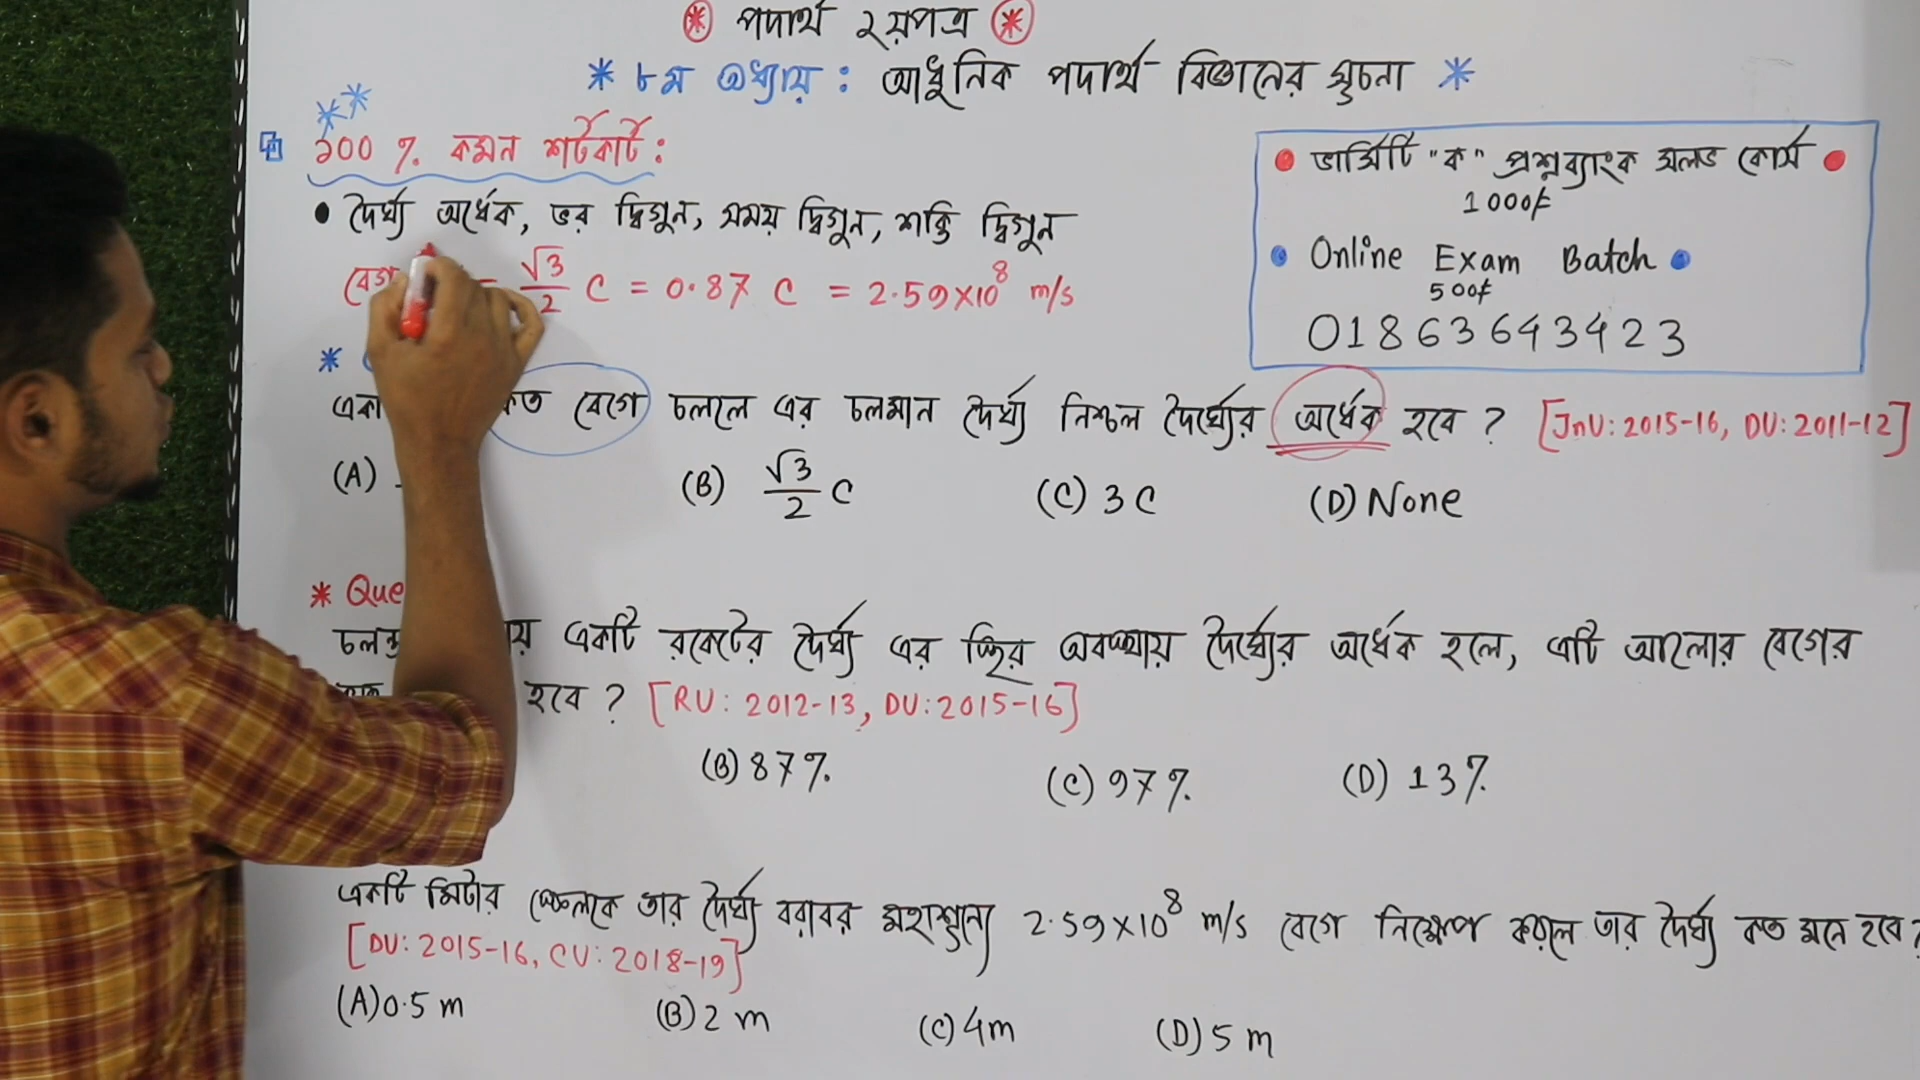 পদার্থ ২য়পত্র
* ৮ম অধ্যায় : আধুনিক পদার্থ বিজ্ঞানের সূচনা *
১০০ % কমন শর্টকার্ট :
• দৈর্ঘ্য অর্ধেক, ভর দ্বিগুন, সময় দ্বিগুন, শক্তি দ্বিগুন
বেগ = √3/2 C = 0.87 C = 2.59×10⁸ m/s
• ভার্সিটি "ক" প্রশ্নব্যাংক সলভ কোর্স •
1000৳
• Online Exam Batch •
500৳
01863643423
*
বেগে চললে এর চলমান দৈর্ঘ্য নিশ্চল দৈর্ঘ্যের অর্ধেক হবে ? [JnU: 2015-16, DU: 2011-12]
(A) (B) √3/2 C (C) 3C (D) None
* Que
একটি রকেটের দৈর্ঘ্য এর স্থির অবস্থায় দৈর্ঘ্যের অর্ধেক হলে, এটি আলোর বেগের
হবে ? [RU: 2012-13, DU: 2015-16]
(B) 87% (C) 97% (D) 13%
একটি মিটার স্কেলকে তার দৈর্ঘ্য বরাবর মহাশূন্যে 2.59×10⁸ m/s বেগে নিক্ষেপ করলে তার দৈর্ঘ্য কত মনে হবে ?
[DU: 2015-16, CU: 2018-19]
(A) 0.5 m (B) 2 m (C) 4m (D) 5 m